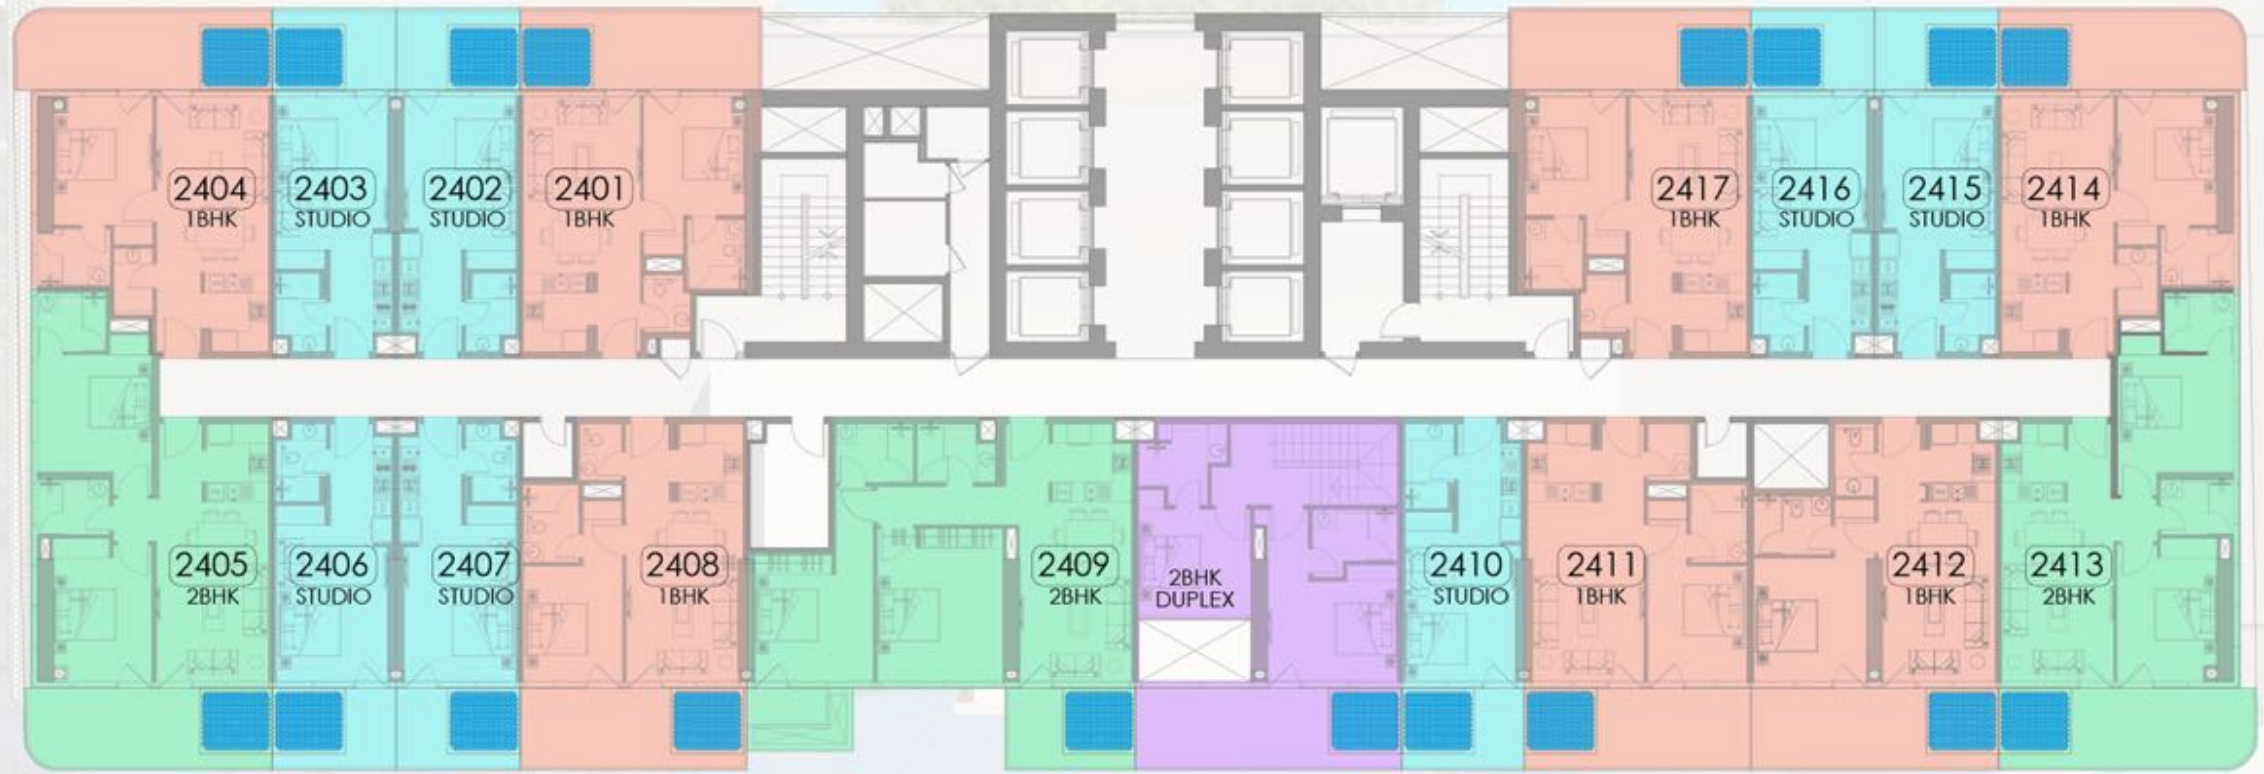 2404
1BHK
2403
STUDIO
2402
STUDIO
2401
1BHK
2417
1BHK
2416
STUDIO
2415
STUDIO
2414
1BHK
2405
2BHK
2406
STUDIO
2407
STUDIO
2408
1BHK
2409
2BHK
2BHK
DUPLEX
2410
STUDIO
2411
1BHK
2412
1BHK
2413
2BHK